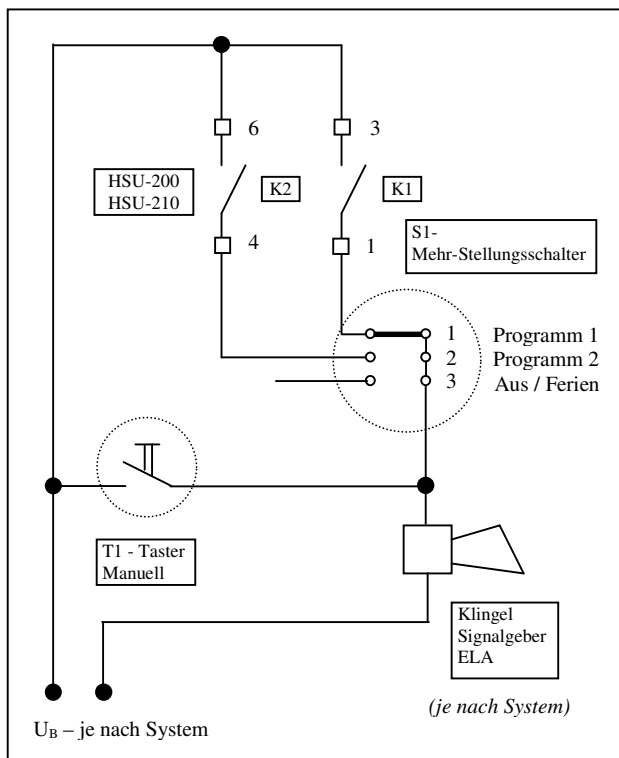 6
3
HSU-200
HSU-210
K2
K1
4
1
S1-
Mehr-Stellungsschalter
1 Programm 1
2 Programm 2
3 Aus / Ferien
T1 - Taster
Manuell
Klingel
Signalgeber
ELA
(je nach System)
UB – je nach System